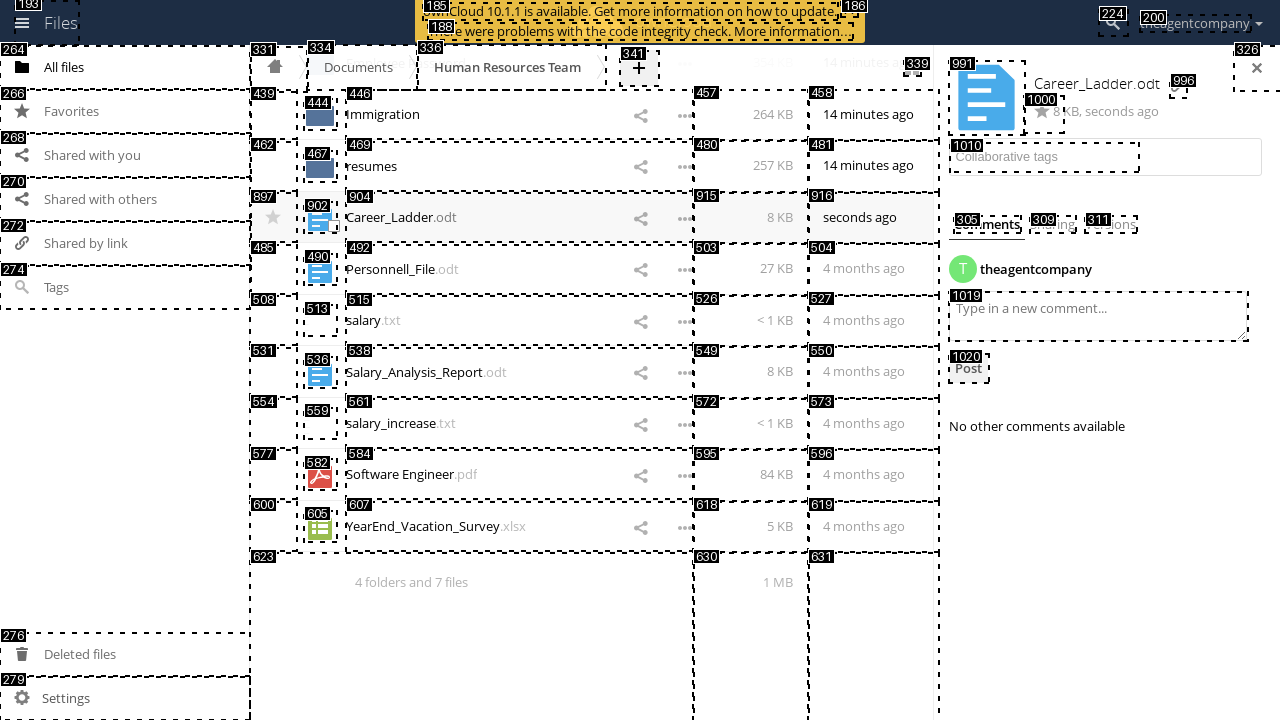 193
Files
185
ownCloud 10.1.1 is available. Get more information on how to update.
186
188
There were problems with the code integrity check. More information…
224
200
theagentcompany
264
All files
266
Favorites
268
Shared with you
270
Shared with others
272
Shared by link
274
Tags
276
Deleted files
279
Settings
331
334
Documents
336
Human Resources Team
341
+
339
14 minutes ago
439
444
446
Immigration
457
264 KB
458
14 minutes ago
462
467
469
resumes
480
257 KB
481
14 minutes ago
897
902
904
Career_Ladder.odt
915
8 KB
916
seconds ago
485
490
492
Personnell_File.odt
503
27 KB
504
4 months ago
508
513
515
salary.txt
526
< 1 KB
527
4 months ago
531
536
538
Salary_Analysis_Report.odt
549
8 KB
550
4 months ago
554
559
561
salary_increase.txt
572
< 1 KB
573
4 months ago
577
582
584
Software Engineer.pdf
595
84 KB
596
4 months ago
600
605
607
YearEnd_Vacation_Survey.xlsx
618
5 KB
619
4 months ago
623
4 folders and 7 files
630
1 MB
631
326
991
Career_Ladder.odt
996
1000
8 KB, seconds ago
1010
Collaborative tags
305
Comments
309
Sharing
311
Versions
T
theagentcompany
1019
Type in a new comment...
1020
Post
No other comments available